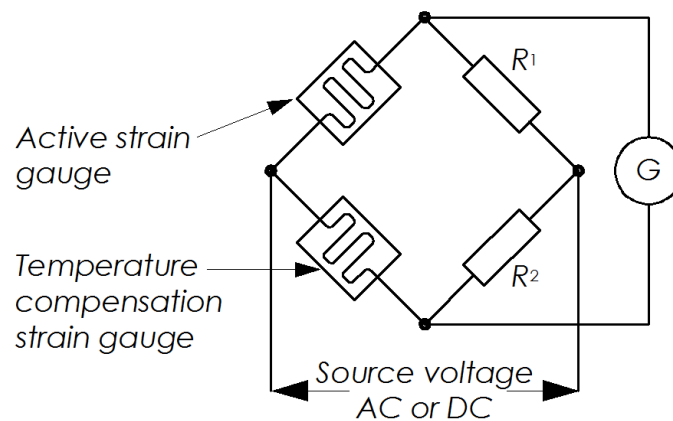 R1
Active strain
gauge
G
Temperature
compensation
strain gauge
R2
Source voltage
AC or DC